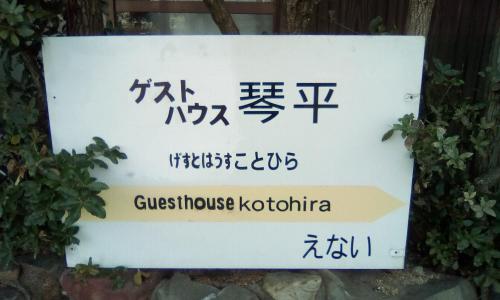 ゲスト
ハウス 琴平
げすとはうすことひら
Guesthouse kotohira
えない